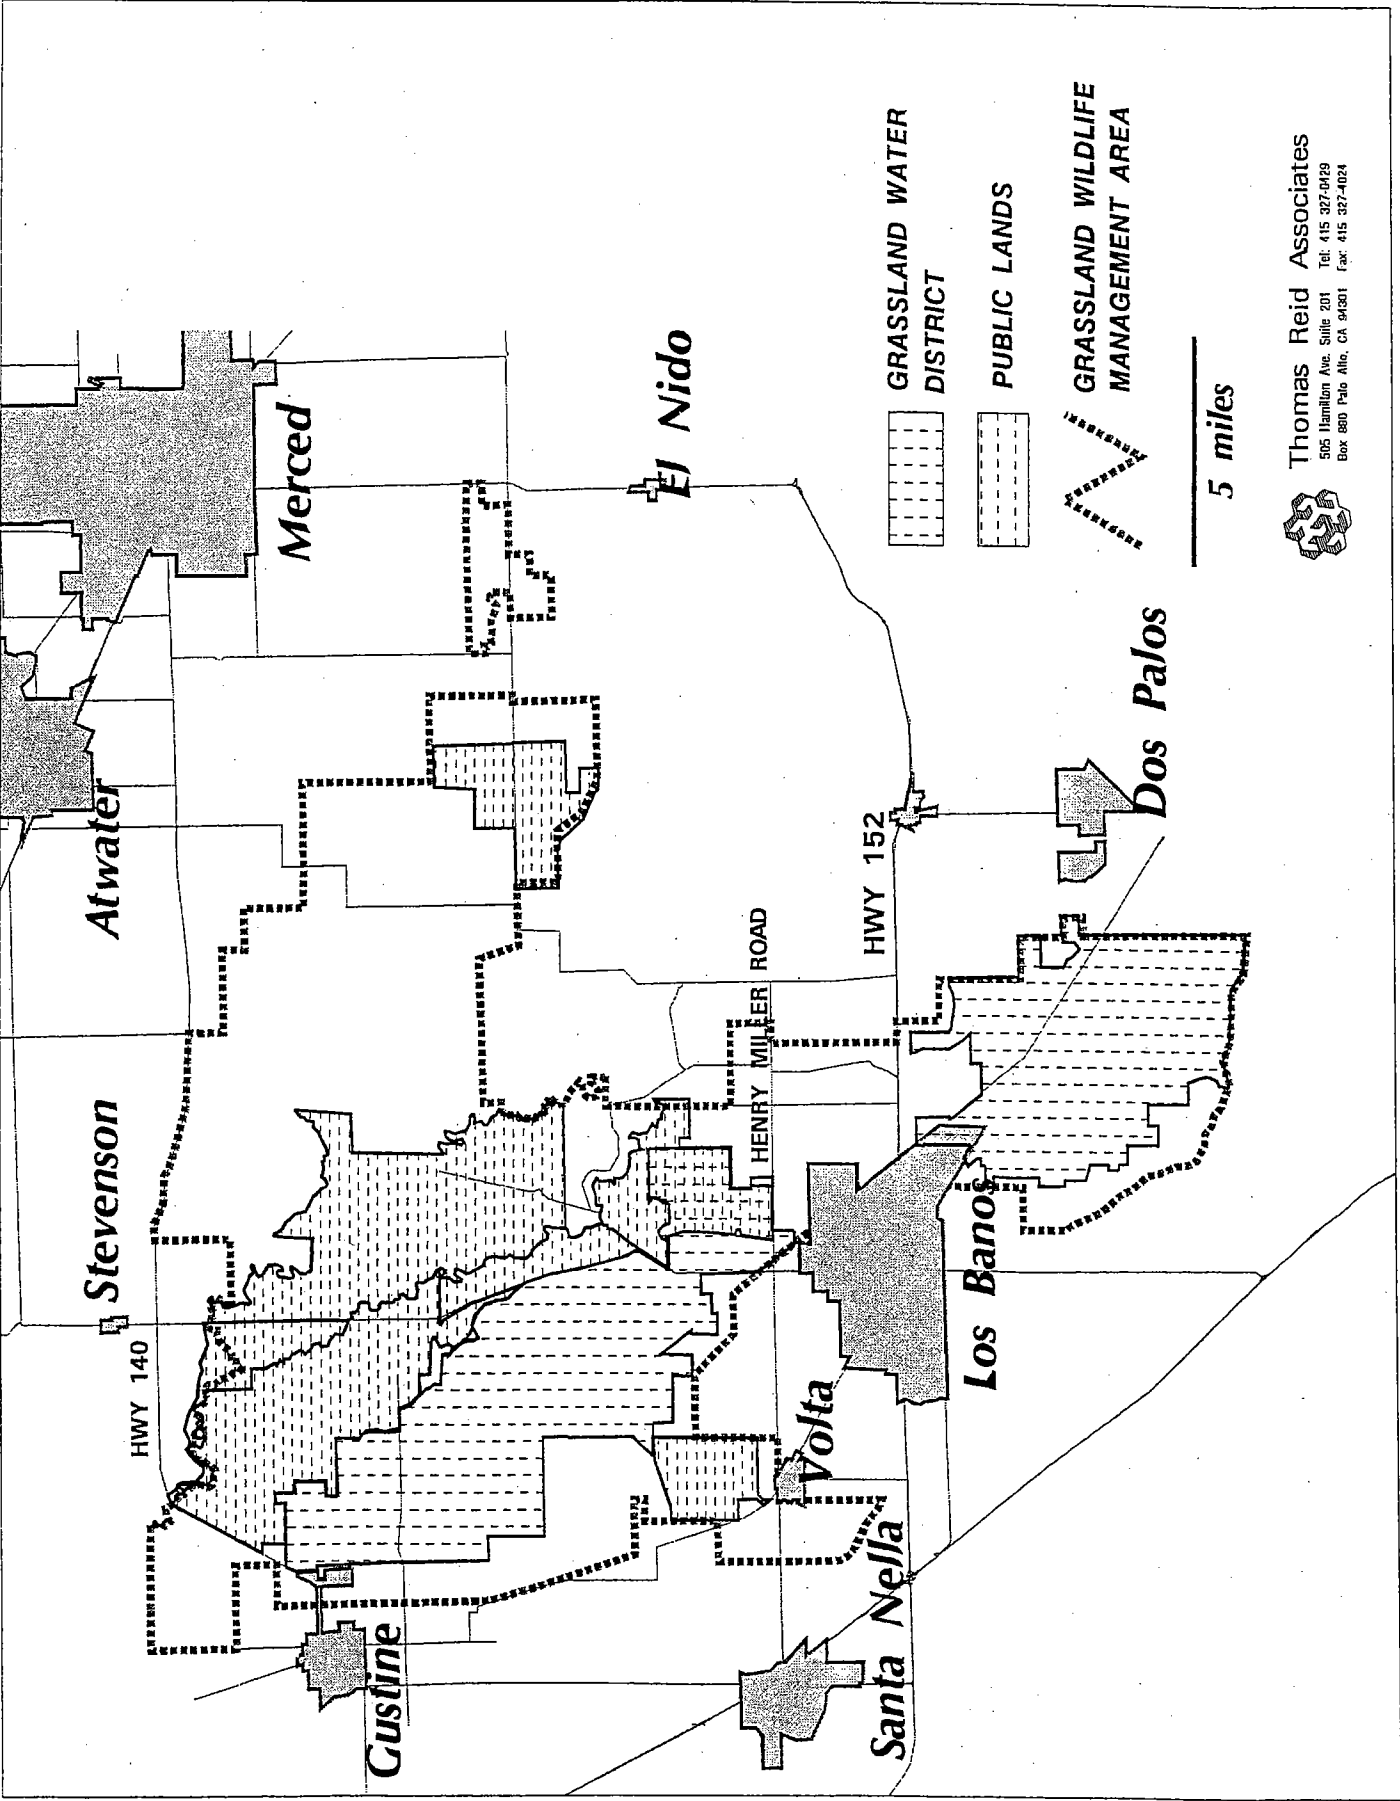 Stevenson
Atwater
Merced
HWY 140
Gustine
El Nido
HENRY MILLER ROAD
Volta
HWY 152
Santa Nella
Los Banos
Dos Palos
GRASSLAND WATER
DISTRICT
PUBLIC LANDS
GRASSLAND WILDLIFE
MANAGEMENT AREA
5 miles
Thomas Reid Associates
505 Hamilton Ave. Suite 201 Tel: 415 327-0429
Box 880 Palo Alto, CA 94301 Fax: 415 327-4024